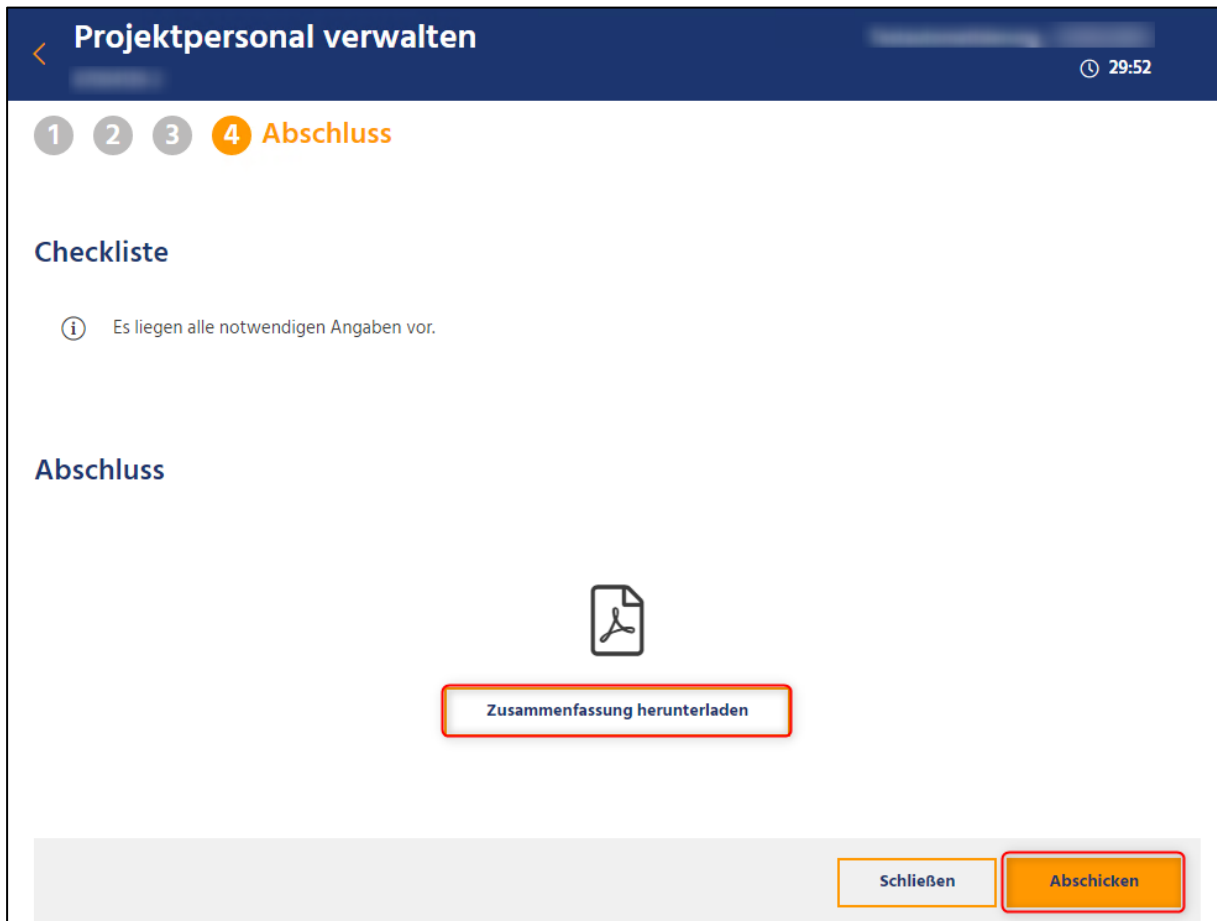 Projektpersonal verwalten
29:52
1 2 3 4 Abschluss
Checkliste
i Es liegen alle notwendigen Angaben vor.
Abschluss
Zusammenfassung herunterladen
Schließen Abschicken